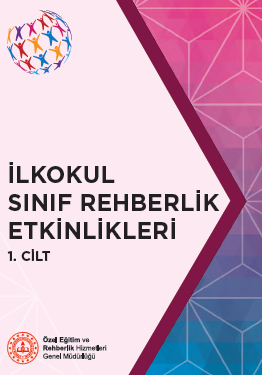 İLKOKUL
SINIF REHBERLİK
ETKİNLİKLERİ
1. CİLT
Özel Eğitim ve
Rehberlik Hizmetleri
Genel Müdürlüğü